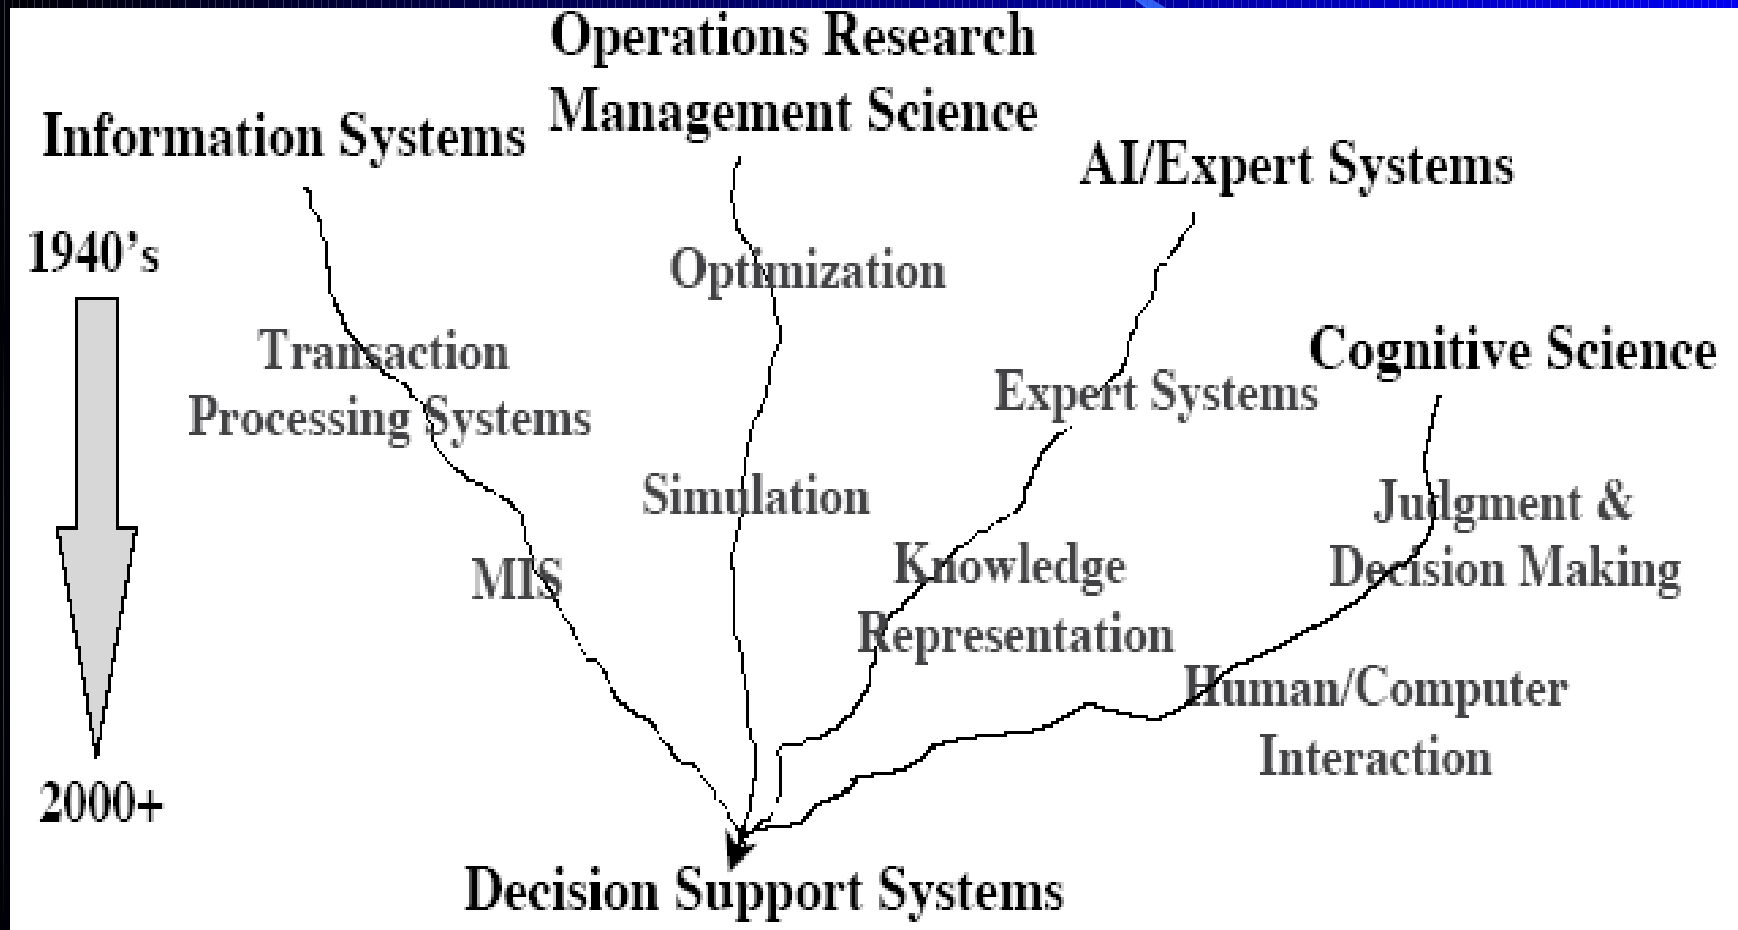 Operations Research
Management Science
Information Systems
AI/Expert Systems
1940's
Optimization
Transaction
Processing Systems
Cognitive Science
Expert Systems
Simulation
Judgment &
Decision Making
MIS
Knowledge
Representation
Human/Computer
Interaction
2000+
Decision Support Systems